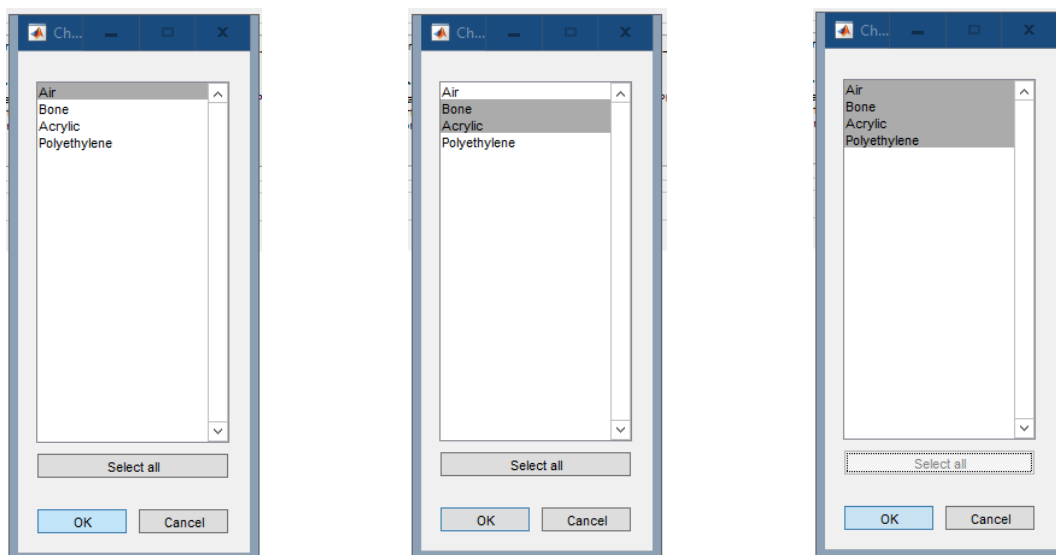 Ch...
Air
Bone
Acrylic
Polyethylene
Select all
OK Cancel
Ch...
Air
Bone
Acrylic
Polyethylene
Select all
OK Cancel
Ch...
Air
Bone
Acrylic
Polyethylene
Select all
OK Cancel